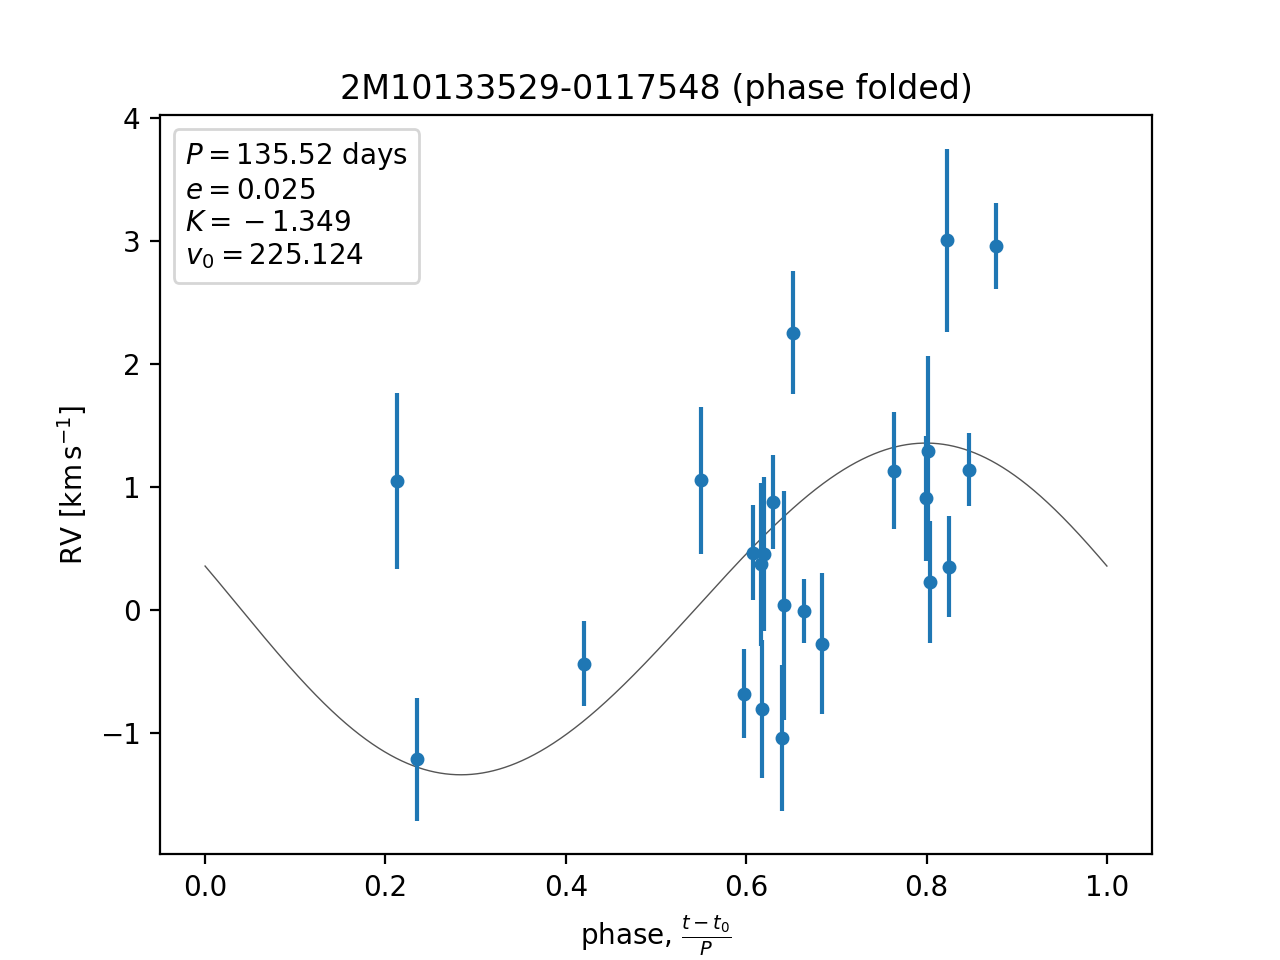 2M10133529-0117548 (phase folded)
P = 135.52 days
e = 0.025
K = −1.349
v₀ = 225.124
4
3
2
1
0
−1
RV [km s⁻¹]
0.0 0.2 0.4 0.6 0.8 1.0
phase, (t − t₀)/P